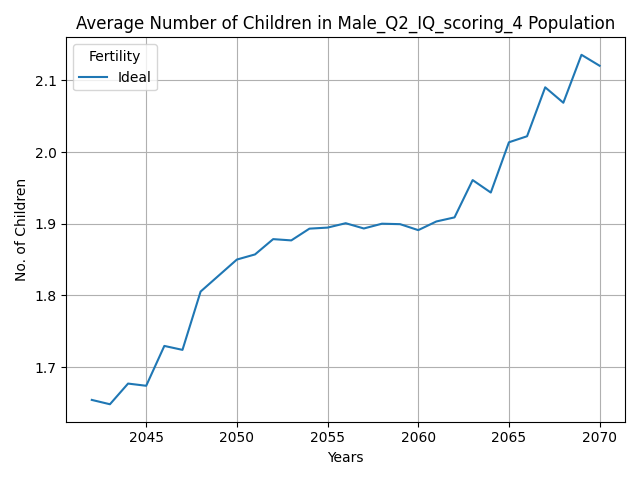 Average Number of Children in Male_Q2_IQ_scoring_4 Population
Fertility
Ideal
No. of Children
2.1
2.0
1.9
1.8
1.7
2045 2050 2055 2060 2065 2070
Years